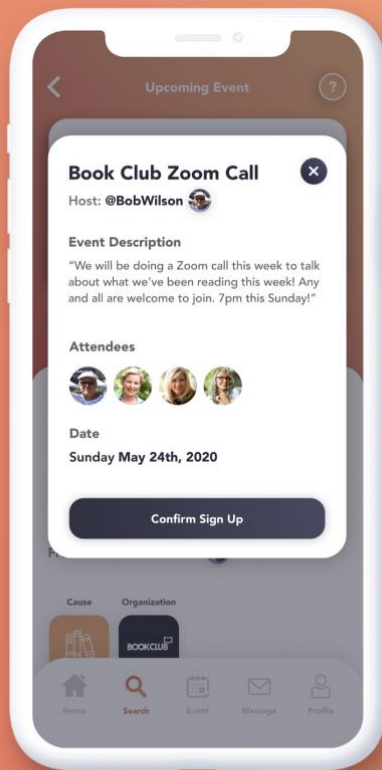 Upcoming Event
?
Book Club Zoom Call
Host: @BobWilson
Event Description
“We will be doing a Zoom call this week to talk
about what we’ve been reading this week! Any
and all are welcome to join. 7pm this Sunday!”
Attendees
Date
Sunday May 24th, 2020
Confirm Sign Up
Cause Organization
BOOKCLUB
Home Search Event Message Profile